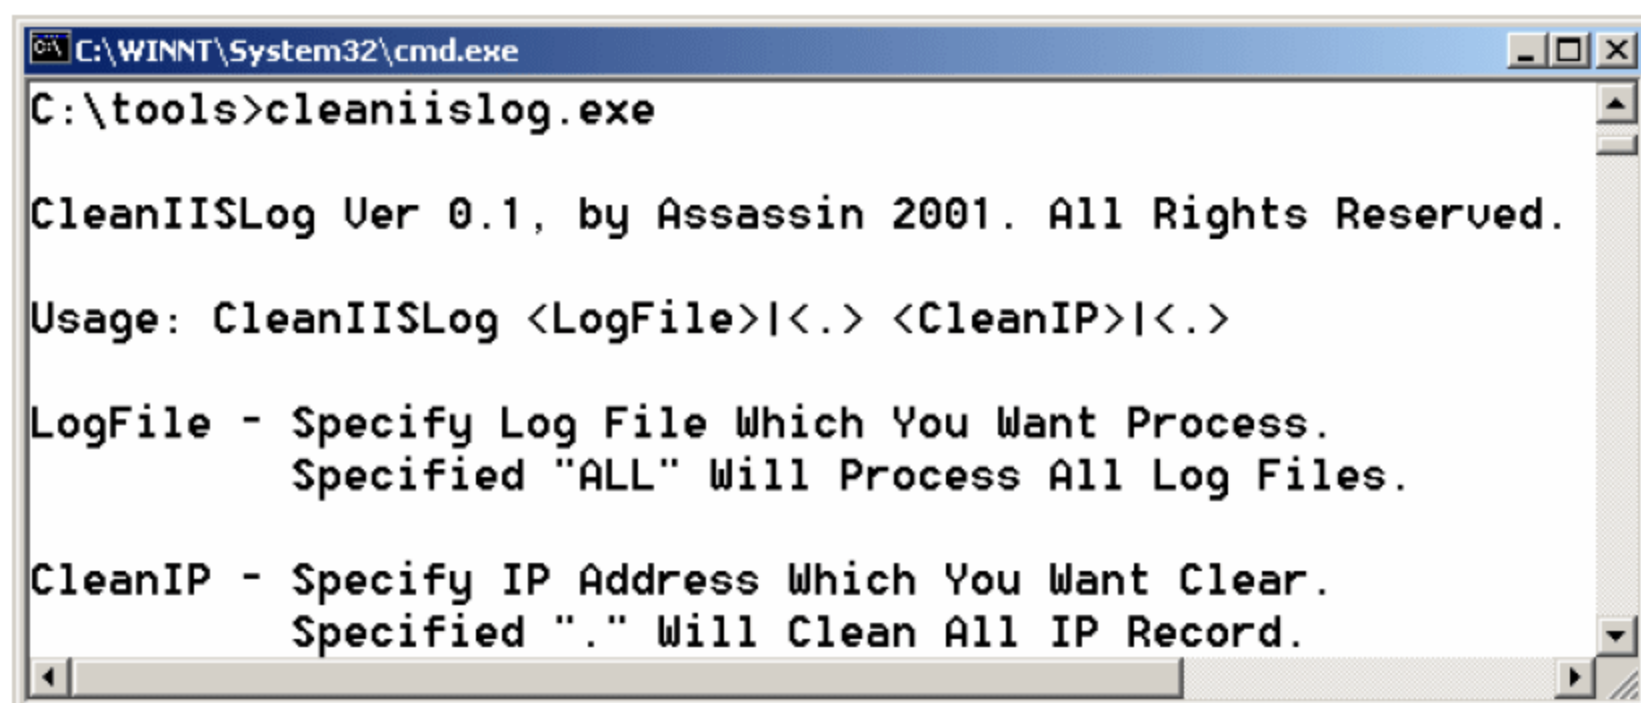 C:\WINNT\System32\cmd.exe
C:\tools>cleaniislog.exe
CleanIISLog Ver 0.1, by Assassin 2001. All Rights Reserved.
Usage: CleanIISLog <LogFile>|<.> <CleanIP>|<.>
LogFile - Specify Log File Which You Want Process.
Specified "ALL" Will Process All Log Files.
CleanIP - Specify IP Address Which You Want Clear.
Specified "." Will Clean All IP Record.